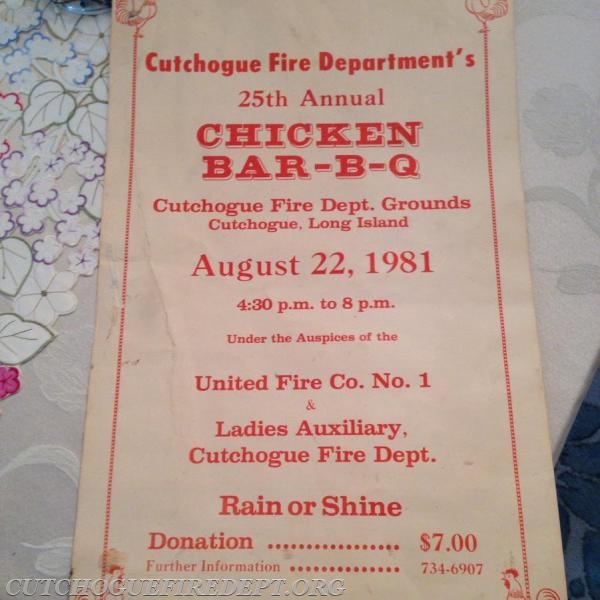 Cutchogue Fire Department's
25th Annual
CHICKEN
BAR-B-Q
Cutchogue Fire Dept. Grounds
Cutchogue, Long Island
August 22, 1981
4:30 p.m. to 8 p.m.
Under the Auspices of the
United Fire Co. No. 1
&
Ladies Auxiliary,
Cutchogue Fire Dept.
Rain or Shine
Donation .................. $7.00
Further Information .................. 734-6907
CUTCHOGUEFIREDEPT.ORG